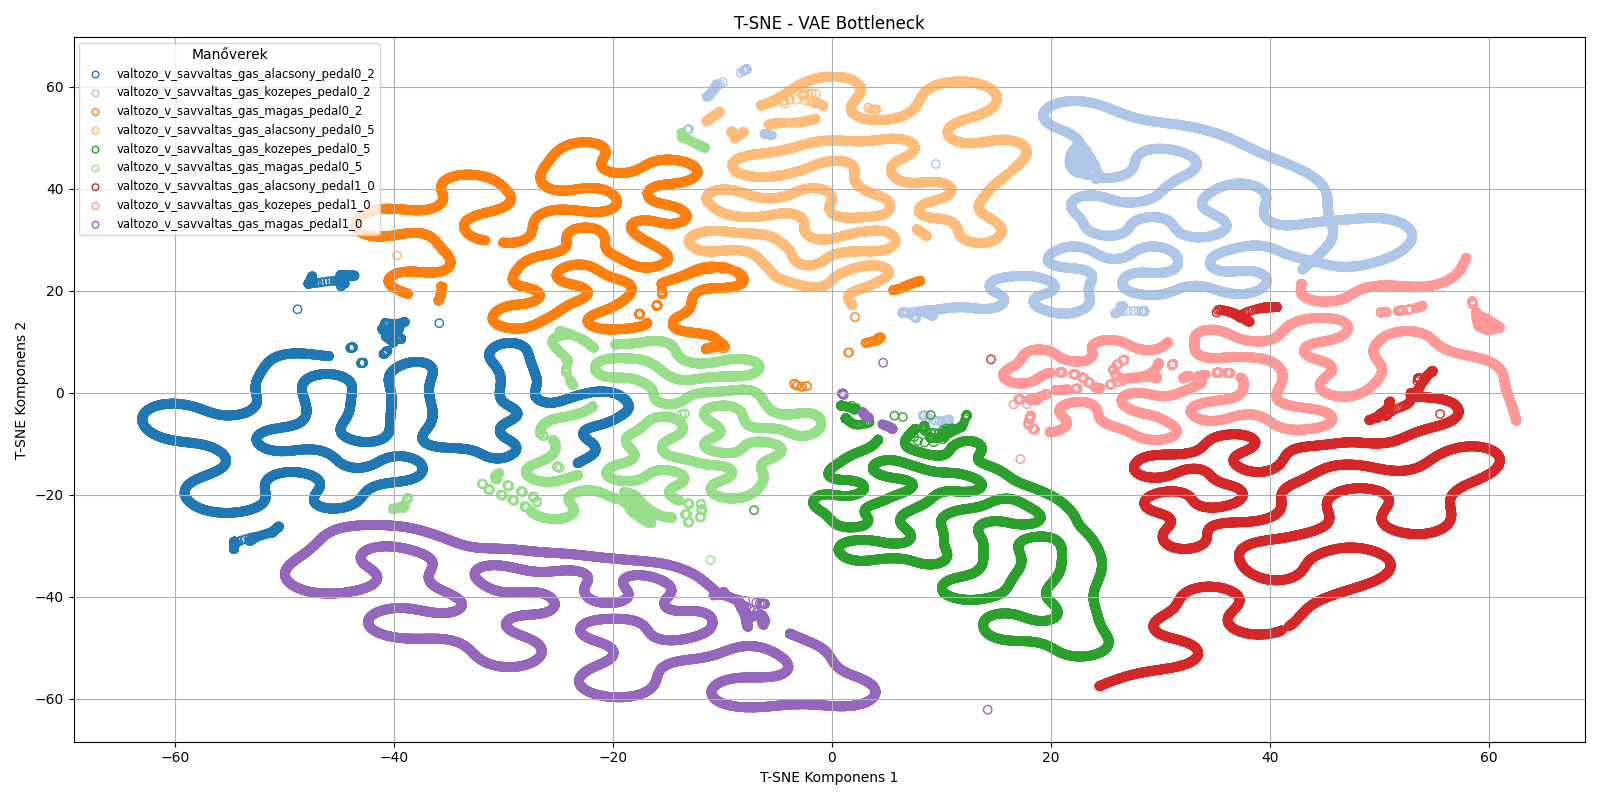 T-SNE - VAE Bottleneck
Manőverek
valtozo_v_savvaltas_gas_alacsony_pedal0_2
valtozo_v_savvaltas_gas_kozepes_pedal0_2
valtozo_v_savvaltas_gas_magas_pedal0_2
valtozo_v_savvaltas_gas_alacsony_pedal0_5
valtozo_v_savvaltas_gas_kozepes_pedal0_5
valtozo_v_savvaltas_gas_magas_pedal0_5
valtozo_v_savvaltas_gas_alacsony_pedal1_0
valtozo_v_savvaltas_gas_kozepes_pedal1_0
valtozo_v_savvaltas_gas_magas_pedal1_0
T-SNE Komponens 2
60
40
20
0
−20
−40
−60
−60 −40 −20 0 20 40 60
T-SNE Komponens 1